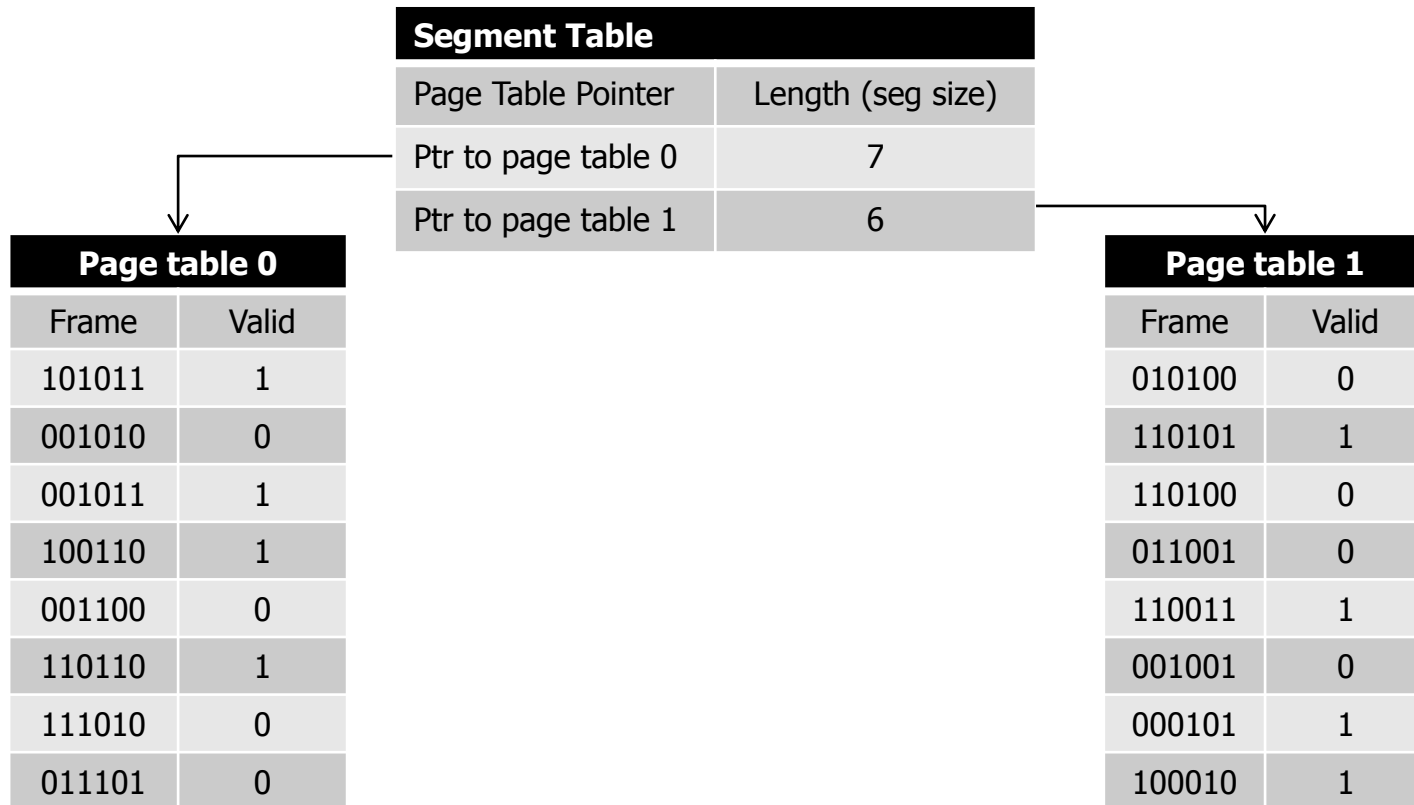 Segment Table
Page Table Pointer Length (seg size)
Ptr to page table 0 7
Ptr to page table 1 6
Page table 0
Frame Valid
101011 1
001010 0
001011 1
100110 1
001100 0
110110 1
111010 0
011101 0
Page table 1
Frame Valid
010100 0
110101 1
110100 0
011001 0
110011 1
001001 0
000101 1
100010 1